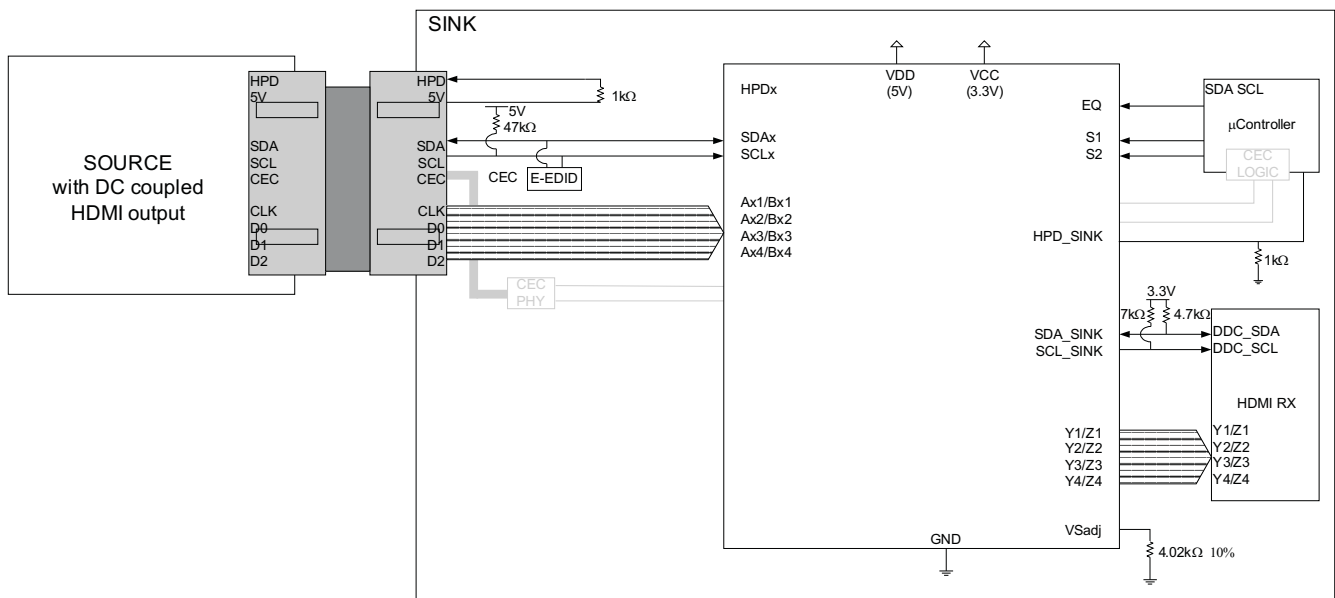 SINK
SOURCE
with DC coupled
HDMI output
HPD
5V
SDA
SCL
CEC
CLK
D0
D1
D2
HPD
5V
SDA
SCL
CEC
CLK
D0
D1
D2
1kΩ
5V
47kΩ
CEC
E-EDID
CEC
PHY
HPDx
SDAx
SCLx
Ax1/Bx1
Ax2/Bx2
Ax3/Bx3
Ax4/Bx4
VDD
(5V)
VCC
(3.3V)
EQ
S1
S2
HPD_SINK
SDA_SINK
SCL_SINK
Y1/Z1
Y2/Z2
Y3/Z3
Y4/Z4
VSadj
GND
SDA SCL
μController
CEC
LOGIC
1kΩ
3.3V
7kΩ
4.7kΩ
DDC_SDA
DDC_SCL
HDMI RX
Y1/Z1
Y2/Z2
Y3/Z3
Y4/Z4
4.02kΩ 10%